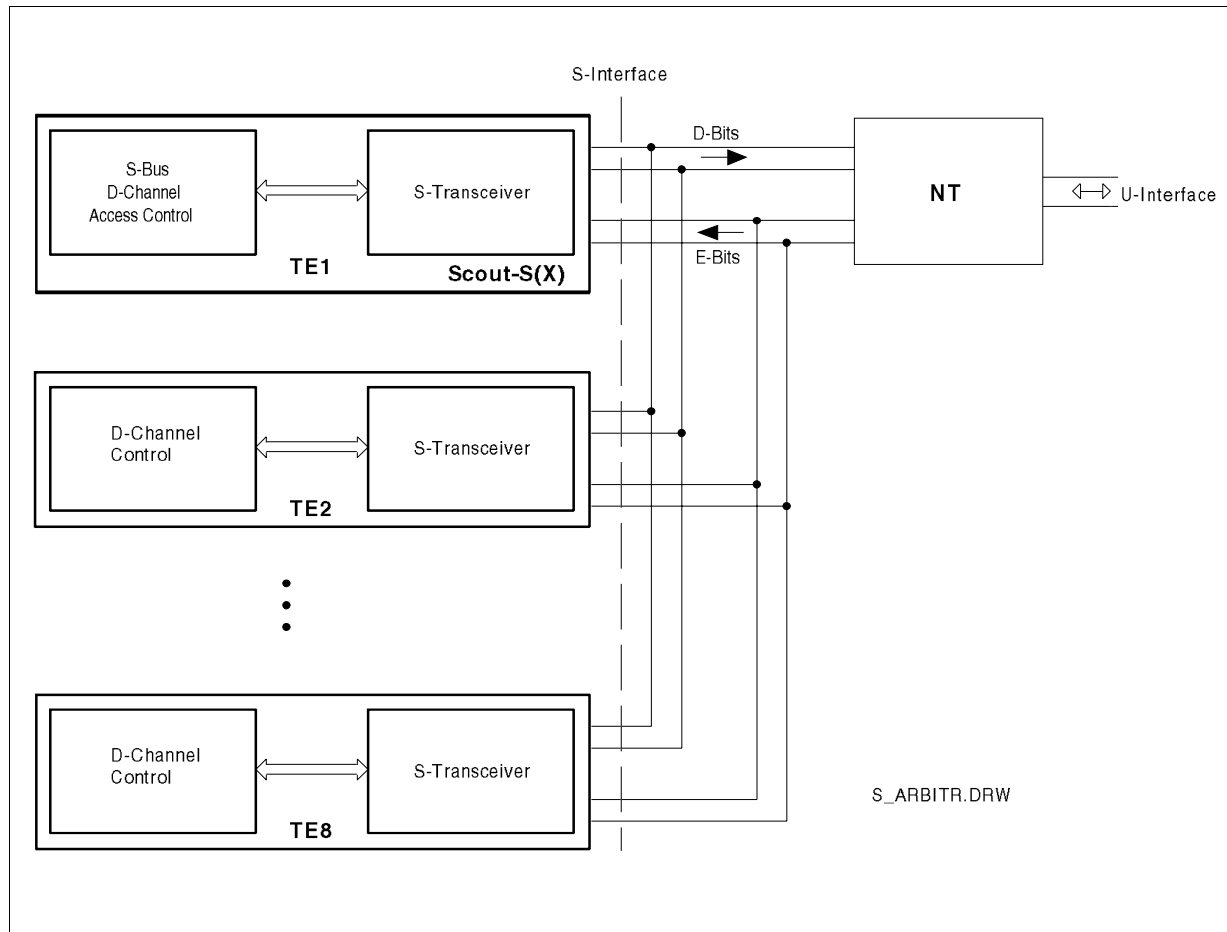 S-Interface
S-Bus
D-Channel
Access Control
S-Transceiver
TE1
Scout-S(X)
D-Bits
E-Bits
NT
U-Interface
D-Channel
Control
S-Transceiver
TE2
D-Channel
Control
S-Transceiver
TE8
S_ARBITR.DRW